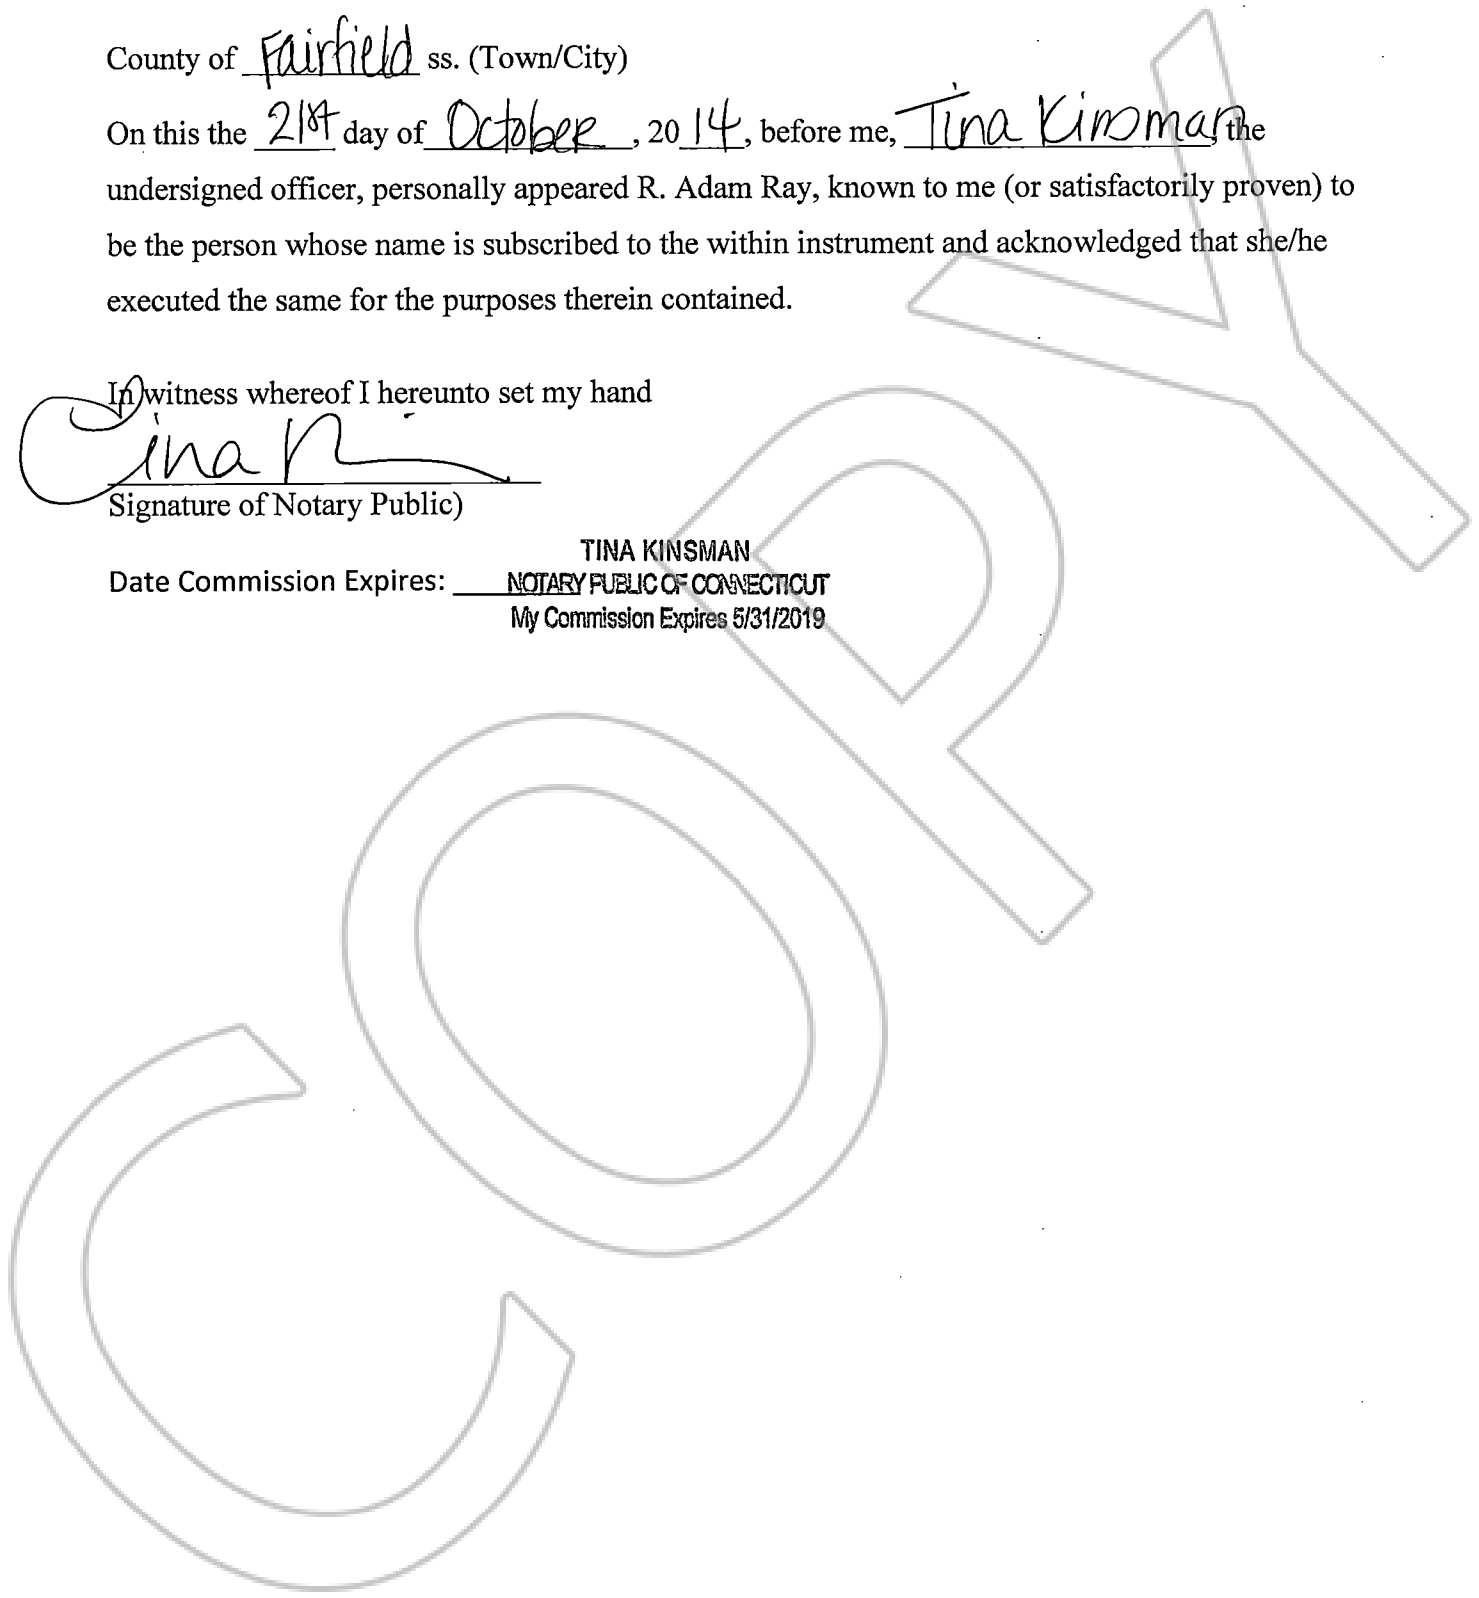 County of Fairfield ss. (Town/City)
On this the 21st day of October, 2014, before me, Tina Kinsman, the
undersigned officer, personally appeared R. Adam Ray, known to me (or satisfactorily proven) to
be the person whose name is subscribed to the within instrument and acknowledged that she/he
executed the same for the purposes therein contained.
In witness whereof I hereunto set my hand
Tina K
Signature of Notary Public)
TINA KINSMAN
Date Commission Expires: NOTARY PUBLIC OF CONNECTICUT
My Commission Expires 5/31/2019
COPY